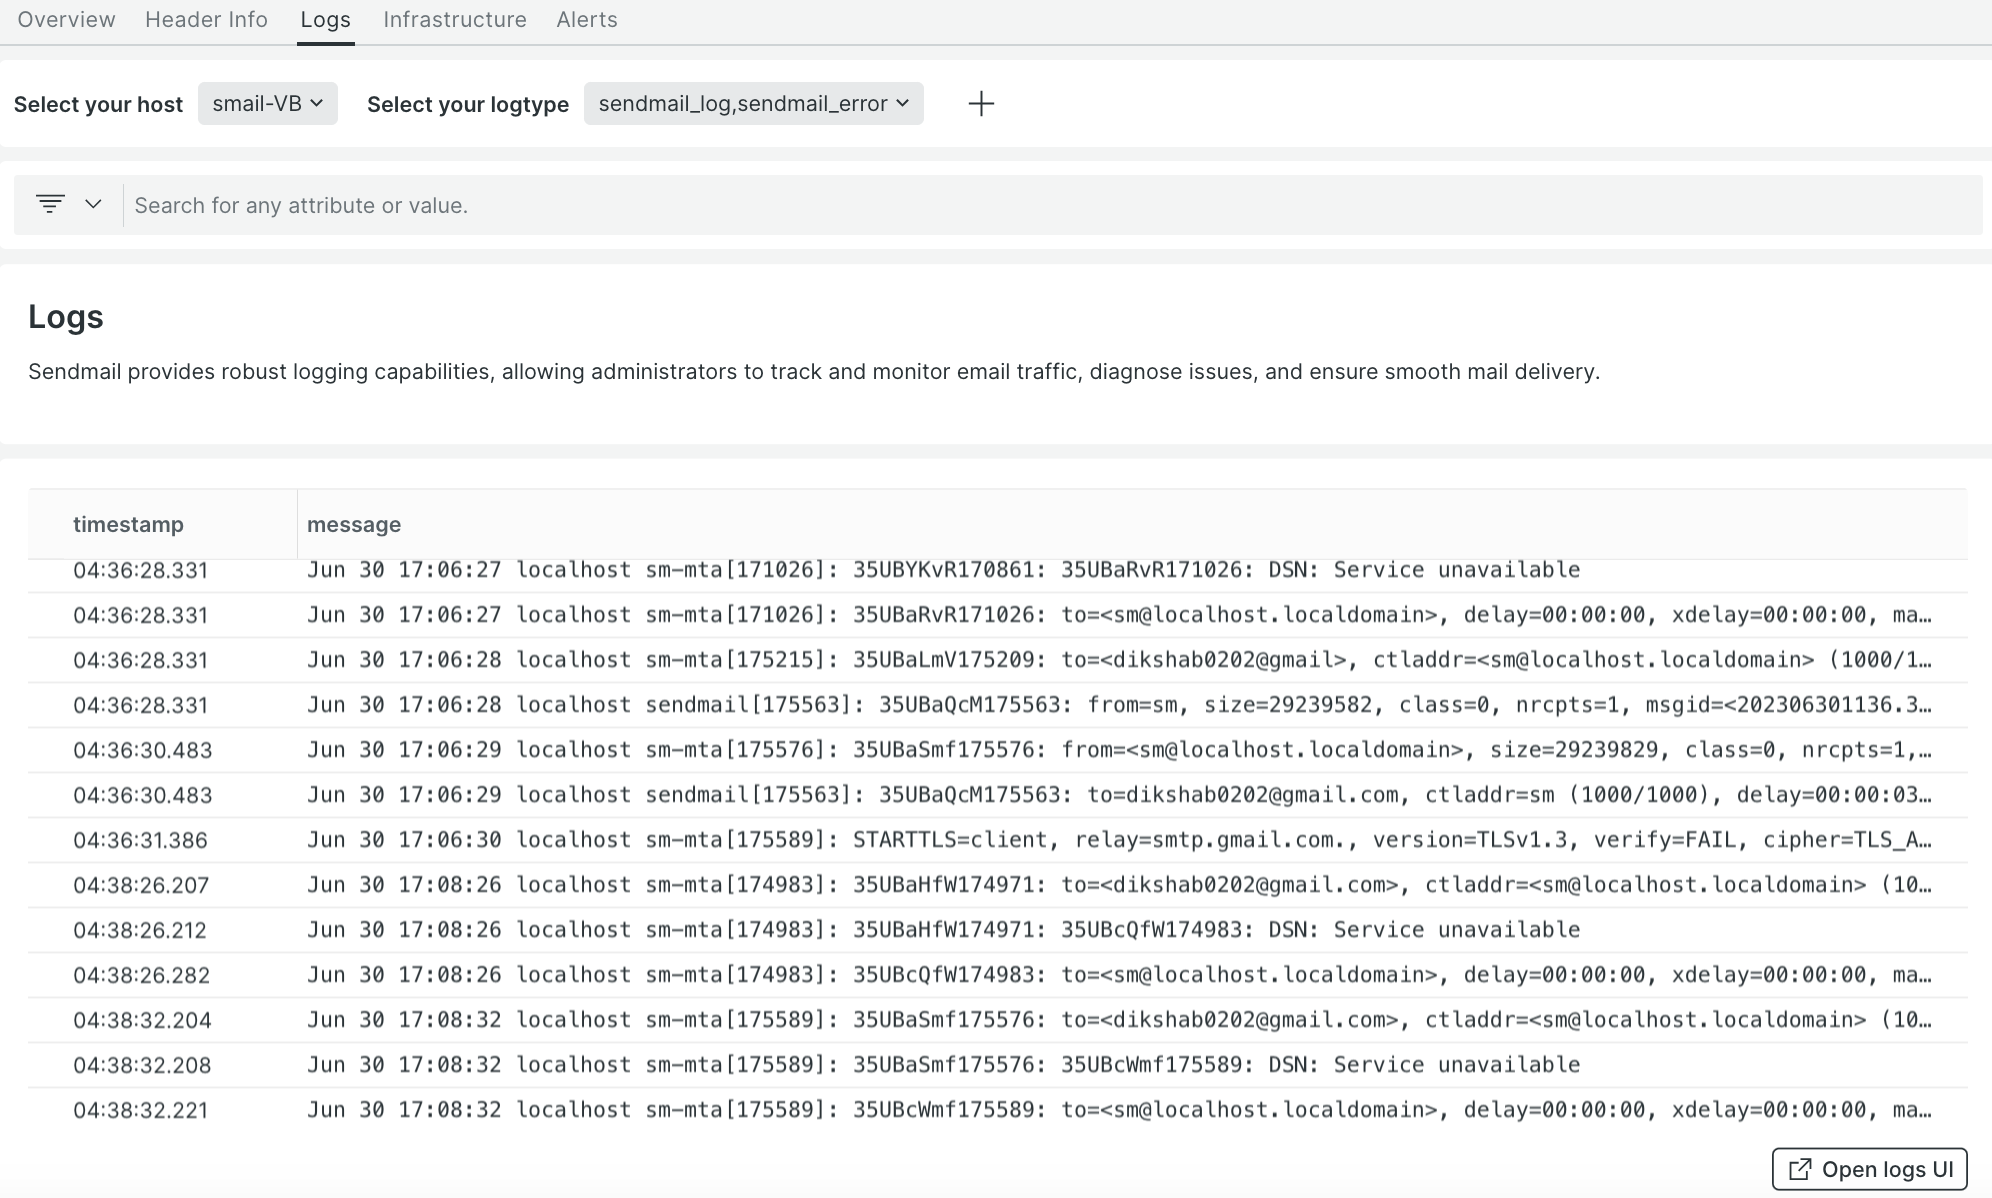 Overview Header Info Logs Infrastructure Alerts
Select your host smail-VB Select your logtype sendmail_log,sendmail_error
Search for any attribute or value.
Logs
Sendmail provides robust logging capabilities, allowing administrators to track and monitor email traffic, diagnose issues, and ensure smooth mail delivery.
timestamp message
04:36:28.331 Jun 30 17:06:27 localhost sm-mta[171026]: 35UBYKvR170861: 35UBaRvR171026: DSN: Service unavailable
04:36:28.331 Jun 30 17:06:27 localhost sm-mta[171026]: 35UBaRvR171026: to=<sm@localhost.localdomain>, delay=00:00:00, xdelay=00:00:00, ma…
04:36:28.331 Jun 30 17:06:28 localhost sm-mta[175215]: 35UBaLmV175209: to=<dikshab0202@gmail>, ctladdr=<sm@localhost.localdomain> (1000/1…
04:36:28.331 Jun 30 17:06:28 localhost sendmail[175563]: 35UBaQcM175563: from=sm, size=29239582, class=0, nrcpts=1, msgid=<202306301136.3…
04:36:30.483 Jun 30 17:06:29 localhost sm-mta[175576]: 35UBaSmf175576: from=<sm@localhost.localdomain>, size=29239829, class=0, nrcpts=1,…
04:36:30.483 Jun 30 17:06:29 localhost sendmail[175563]: 35UBaQcM175563: to=dikshab0202@gmail.com, ctladdr=sm (1000/1000), delay=00:00:03…
04:36:31.386 Jun 30 17:06:30 localhost sm-mta[175589]: STARTTLS=client, relay=smtp.gmail.com., version=TLSv1.3, verify=FAIL, cipher=TLS_A…
04:38:26.207 Jun 30 17:08:26 localhost sm-mta[174983]: 35UBaHfW174971: to=<dikshab0202@gmail.com>, ctladdr=<sm@localhost.localdomain> (10…
04:38:26.212 Jun 30 17:08:26 localhost sm-mta[174983]: 35UBaHfW174971: 35UBcQfW174983: DSN: Service unavailable
04:38:26.282 Jun 30 17:08:26 localhost sm-mta[174983]: 35UBcQfW174983: to=<sm@localhost.localdomain>, delay=00:00:00, xdelay=00:00:00, ma…
04:38:32.204 Jun 30 17:08:32 localhost sm-mta[175589]: 35UBaSmf175576: to=<dikshab0202@gmail.com>, ctladdr=<sm@localhost.localdomain> (10…
04:38:32.208 Jun 30 17:08:32 localhost sm-mta[175589]: 35UBaSmf175576: 35UBcWmf175589: DSN: Service unavailable
04:38:32.221 Jun 30 17:08:32 localhost sm-mta[175589]: 35UBcWmf175589: to=<sm@localhost.localdomain>, delay=00:00:00, xdelay=00:00:00, ma…
Open logs UI